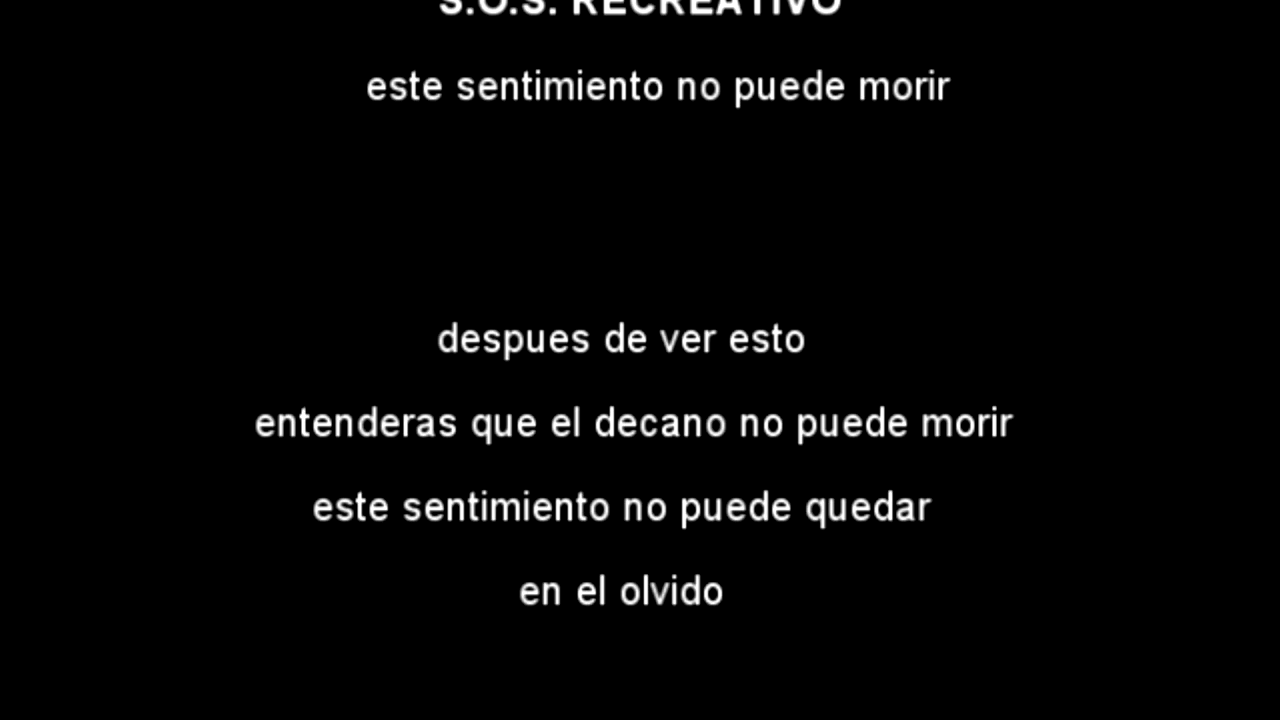 S.O.S. RECREATIVO
este sentimiento no puede morir
despues de ver esto
entenderas que el decano no puede morir
este sentimiento no puede quedar
en el olvido